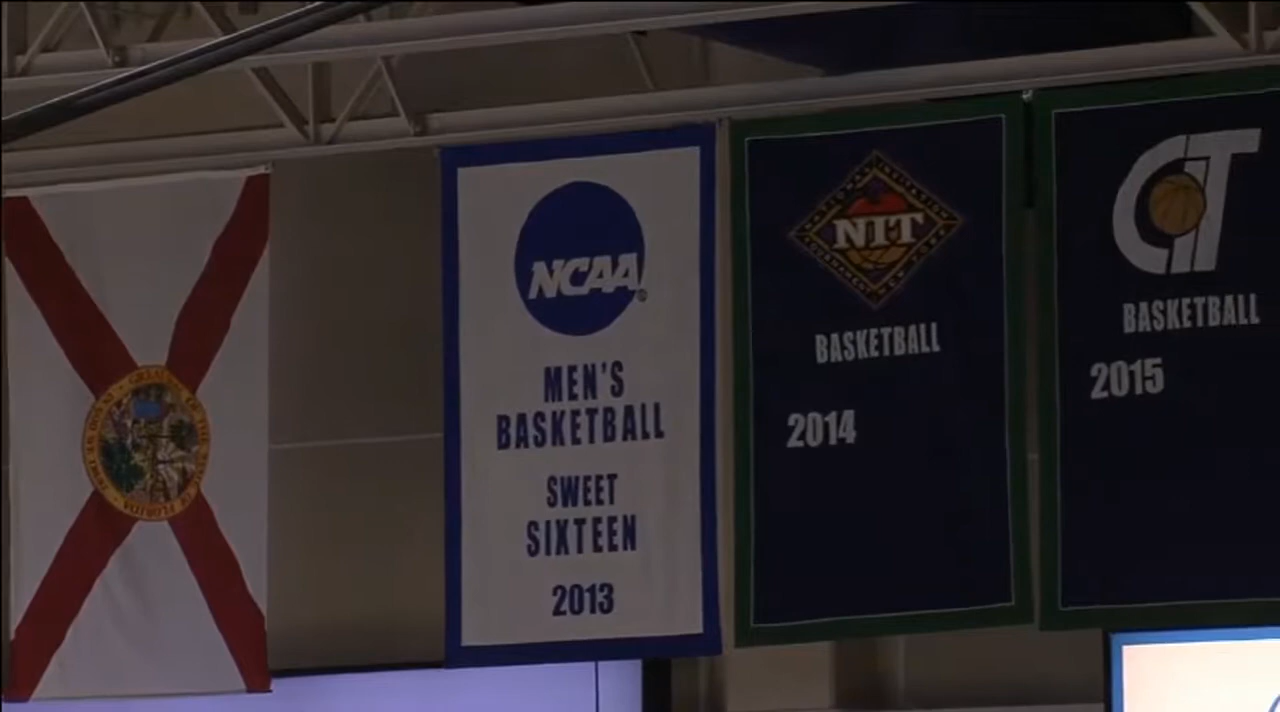 NCAA
MEN'S
BASKETBALL
SWEET
SIXTEEN
2013
NIT
BASKETBALL
2014
CIT
BASKETBALL
2015